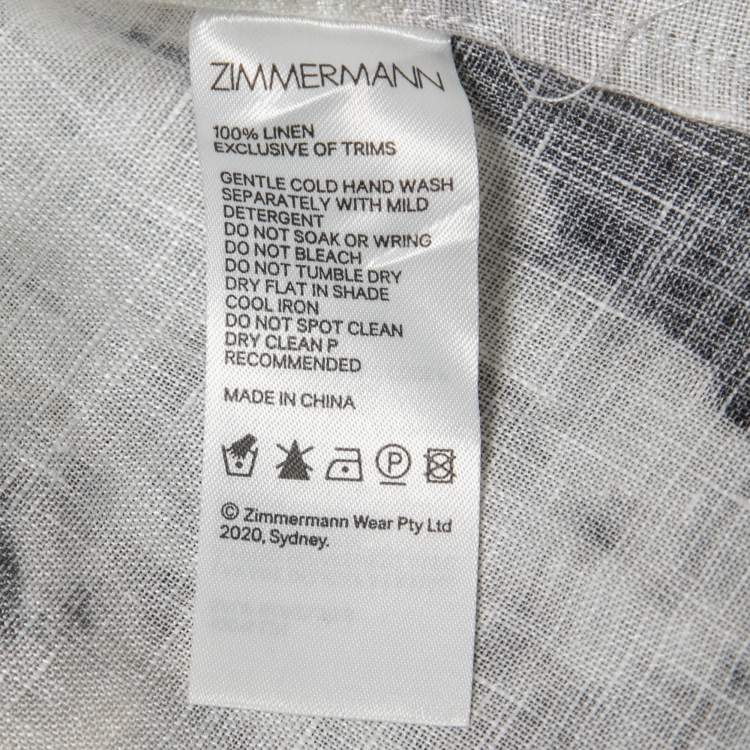 ZIMMERMANN
100% LINEN
EXCLUSIVE OF TRIMS
GENTLE COLD HAND WASH
SEPARATELY WITH MILD
DETERGENT
DO NOT SOAK OR WRING
DO NOT BLEACH
DO NOT TUMBLE DRY
DRY FLAT IN SHADE
COOL IRON
DO NOT SPOT CLEAN
DRY CLEAN P
RECOMMENDED
MADE IN CHINA
P
© Zimmermann Wear Pty Ltd
2020, Sydney.